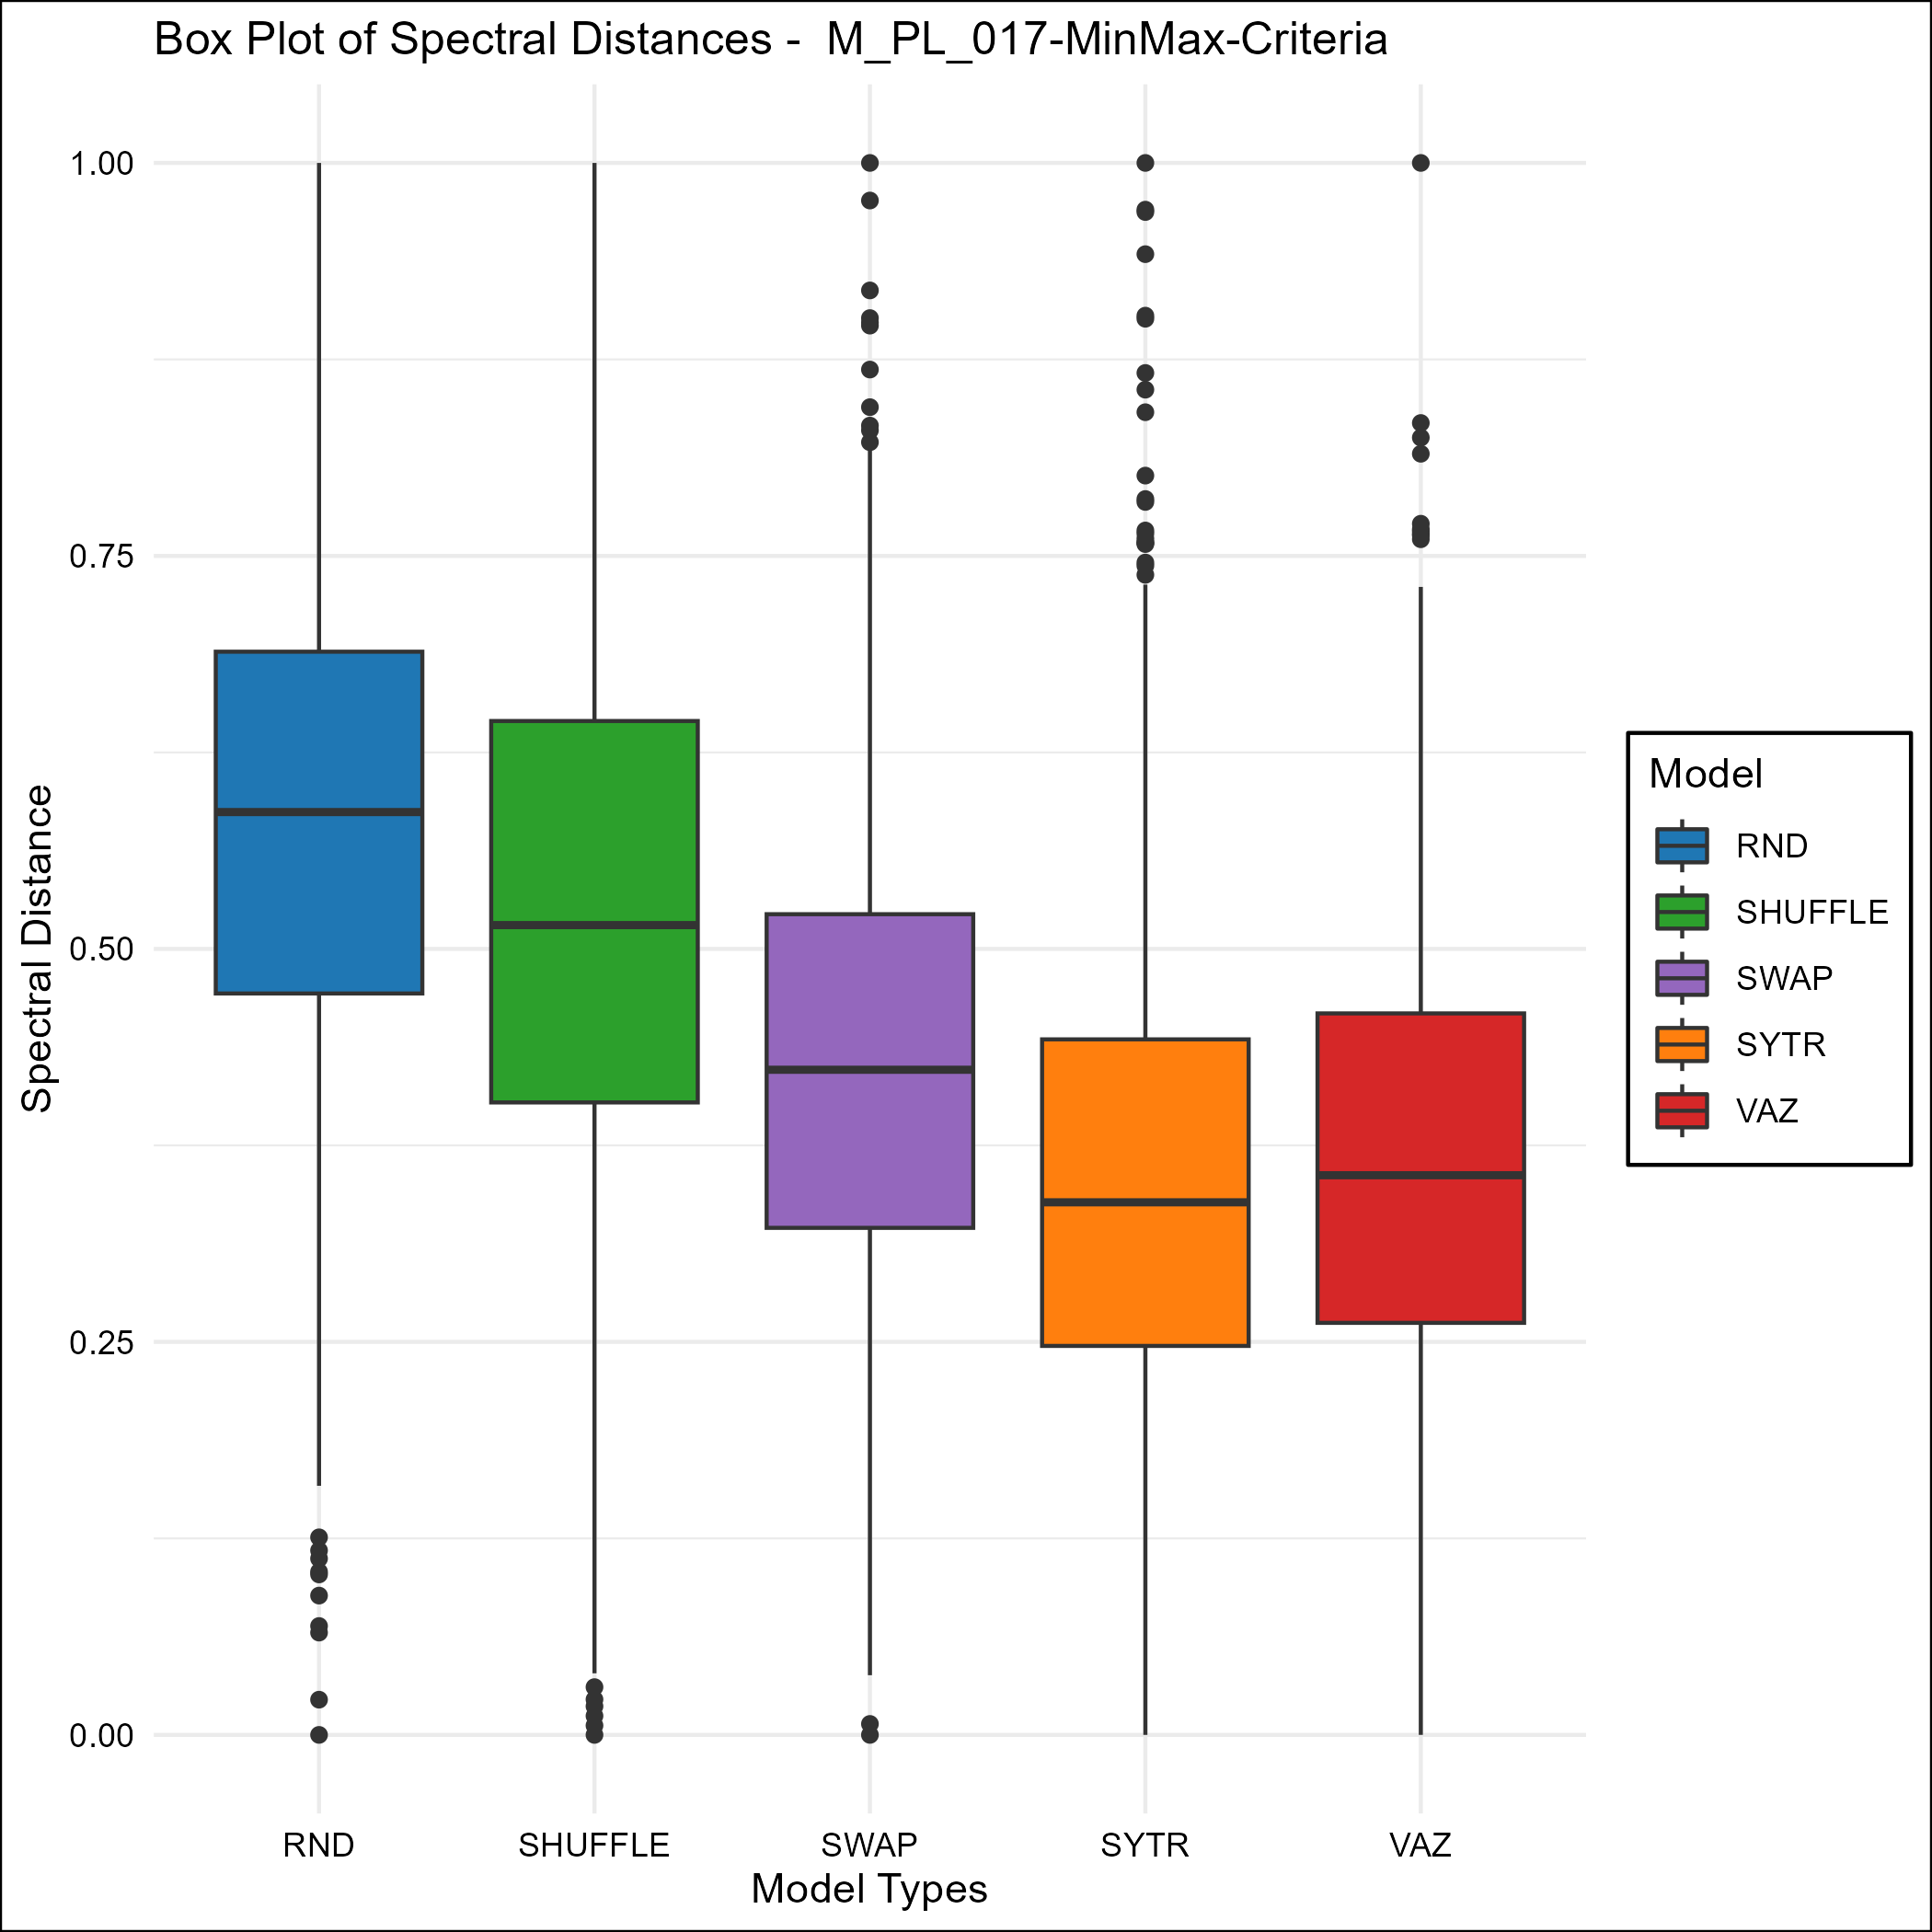 Box Plot of Spectral Distances -  M_PL_017-MinMax-Criteria
Spectral Distance
1.00
0.75
0.50
0.25
0.00
RND
SHUFFLE
SWAP
SYTR
VAZ
Model Types
Model
RND
SHUFFLE
SWAP
SYTR
VAZ